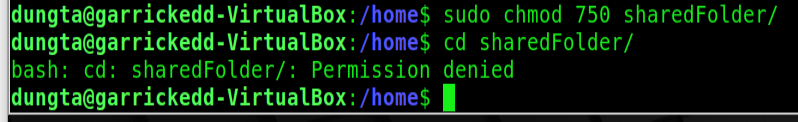 dungta@garrickedd-VirtualBox:/home$ sudo chmod 750 sharedFolder/
dungta@garrickedd-VirtualBox:/home$ cd sharedFolder/
bash: cd: sharedFolder/: Permission denied
dungta@garrickedd-VirtualBox:/home$